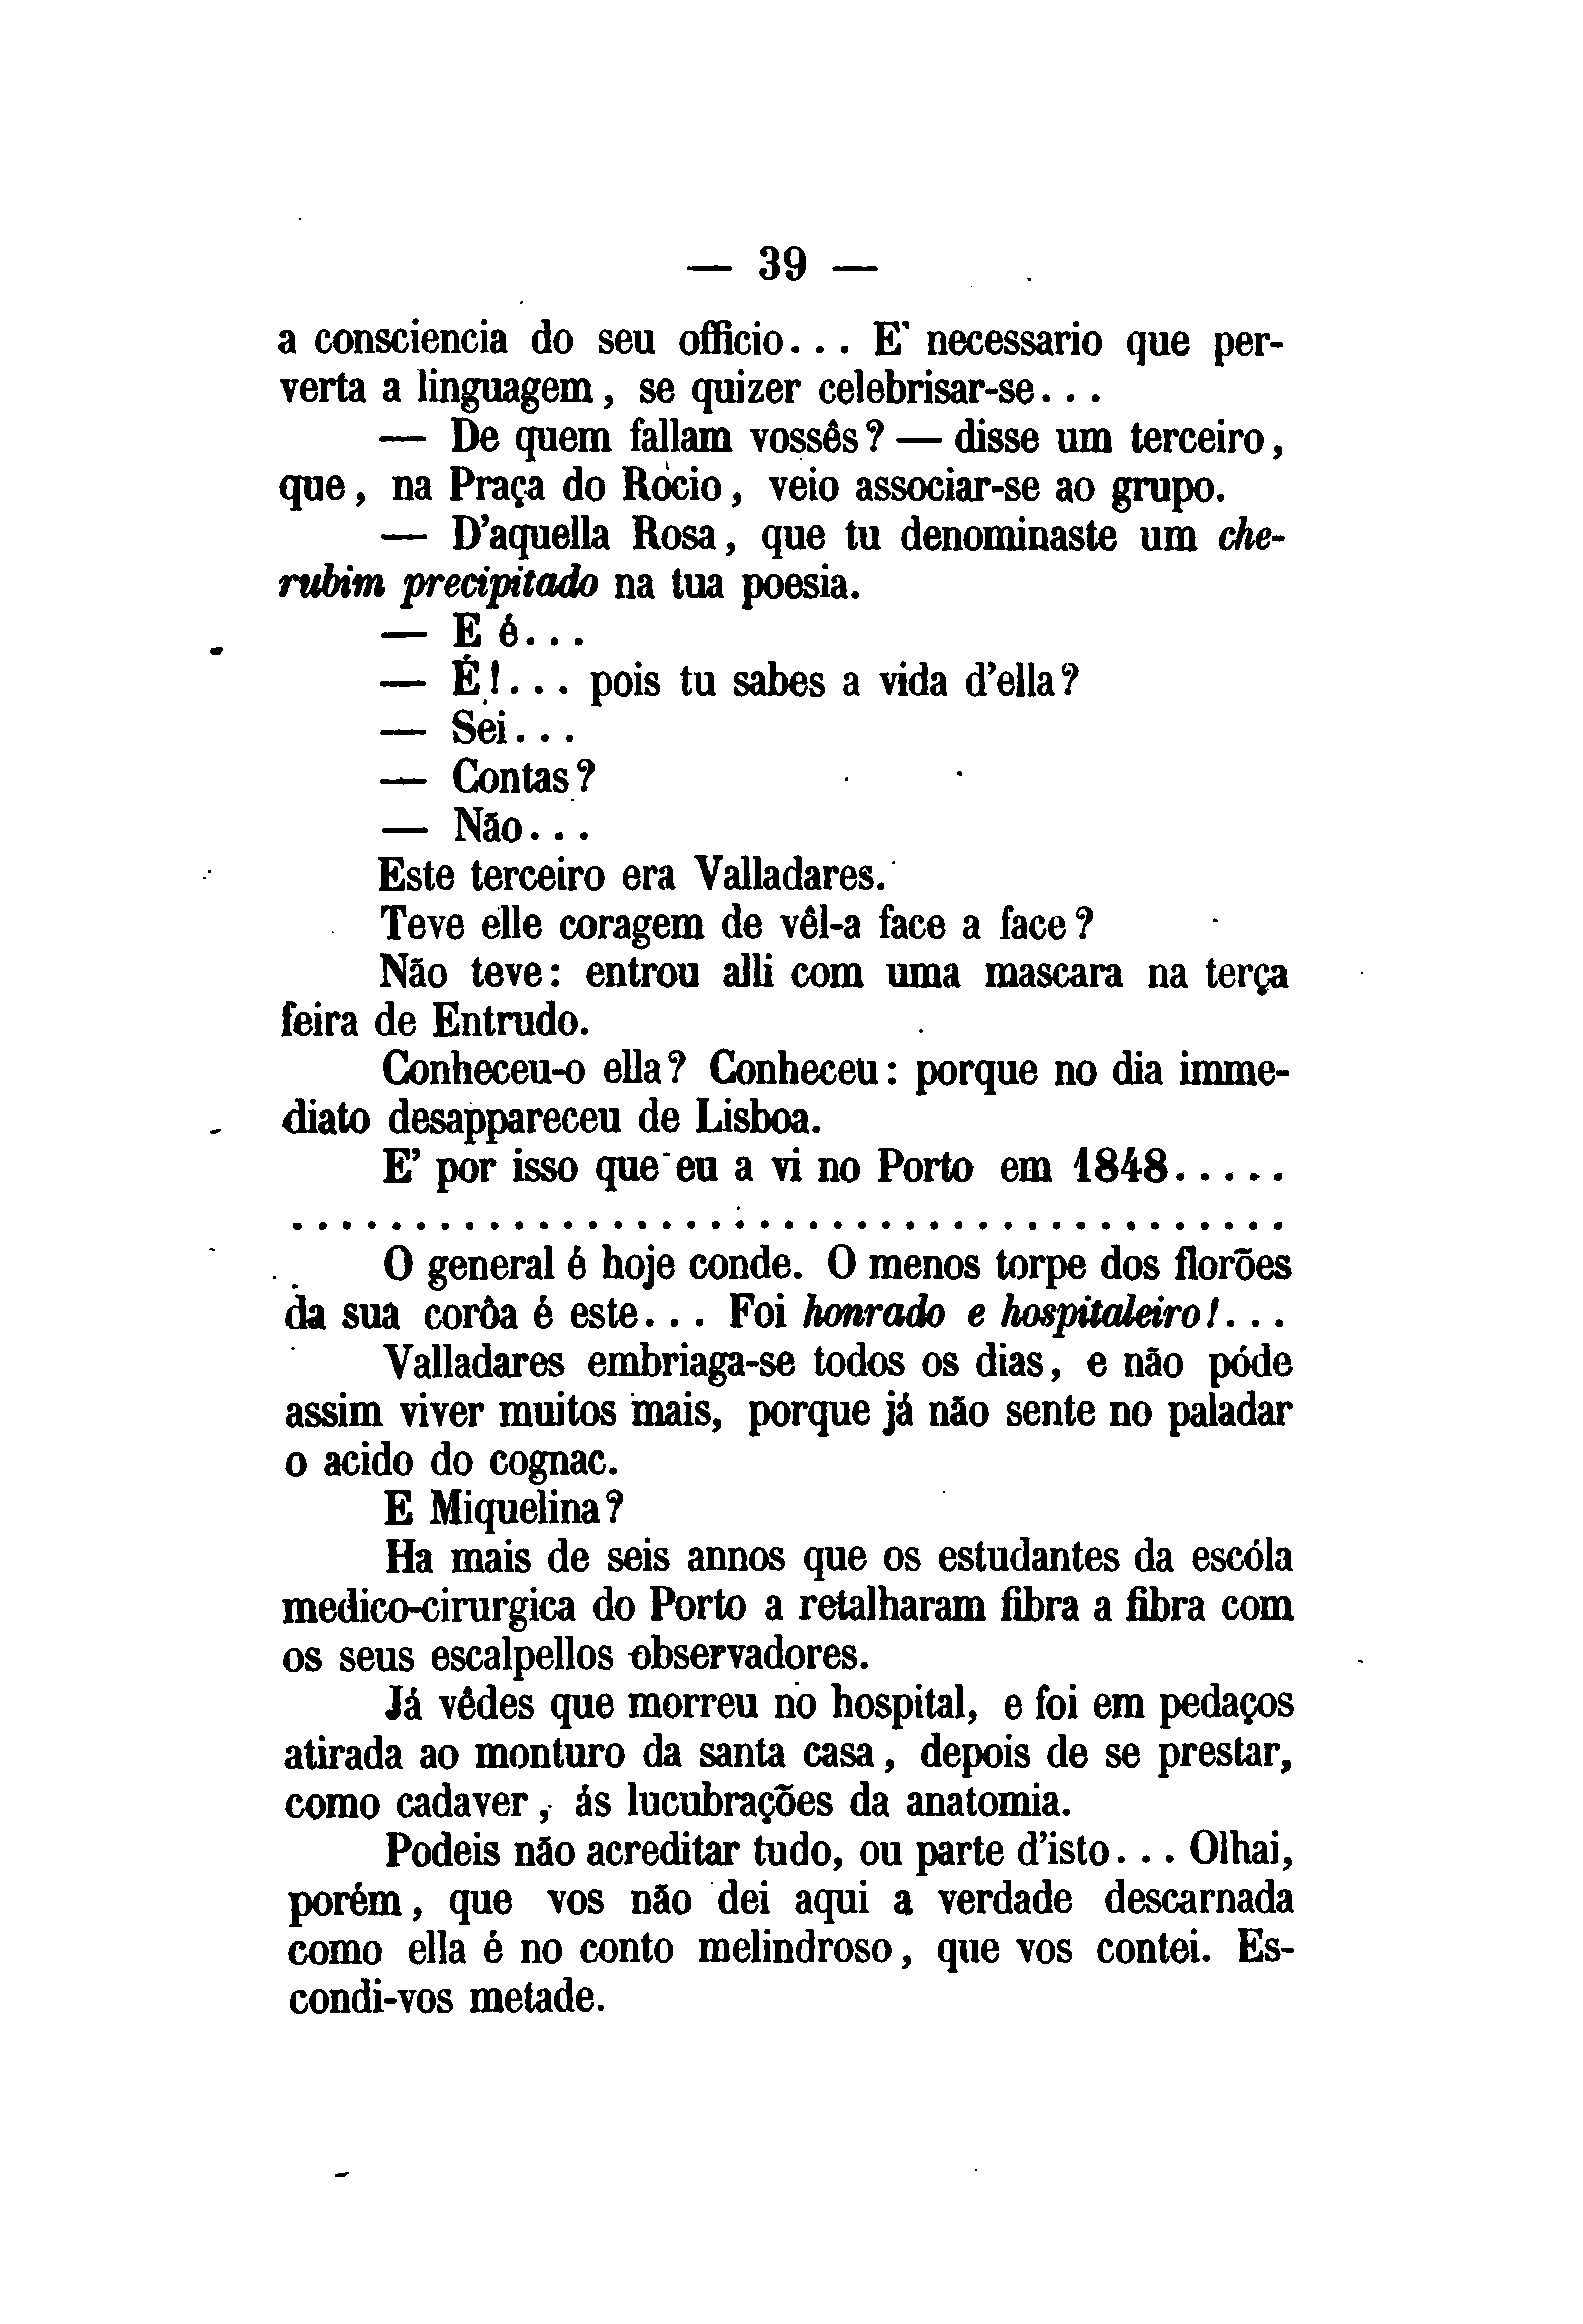 — 39 —
a consciencia do seu officio... E' necessario que per-
verta a linguagem, se quizer celebrisar-se...
— De quem fallam vossês? — disse um terceiro,
que, na Praça do Rocio, veio associar-se ao grupo.
— D'aquella Rosa, que tu denominaste um che-
rubim precipitado na tua poesia.
— E é...
— É!... pois tu sabes a vida d'ella?
— Sei...
— Contas?
— Não...
Este terceiro era Valladares.
Teve elle coragem de vêl-a face a face?
Não teve: entrou alli com uma mascara na terça
feira de Entrudo.
Conheceu-o ella? Conheceu: porque no dia imme-
diato desappareceu de Lisboa.
E' por isso que eu a vi no Porto em 1848.....
.........................................
O general é hoje conde. O menos torpe dos florões
da sua corôa é este... Foi honrado e hospitaleiro!...
Valladares embriaga-se todos os dias, e não póde
assim viver muitos mais, porque já não sente no paladar
o acido do cognac.
E Miquelina?
Ha mais de seis annos que os estudantes da escóla
medico-cirurgica do Porto a retalharam fibra a fibra com
os seus escalpellos observadores.
Já vêdes que morreu no hospital, e foi em pedaços
atirada ao monturo da santa casa, depois de se prestar,
como cadaver, ás lucubrações da anatomia.
Podeis não acreditar tudo, ou parte d'isto... Olhai,
porém, que vos não dei aqui a verdade descarnada
como ella é no conto melindroso, que vos contei. Es-
condi-vos metade.